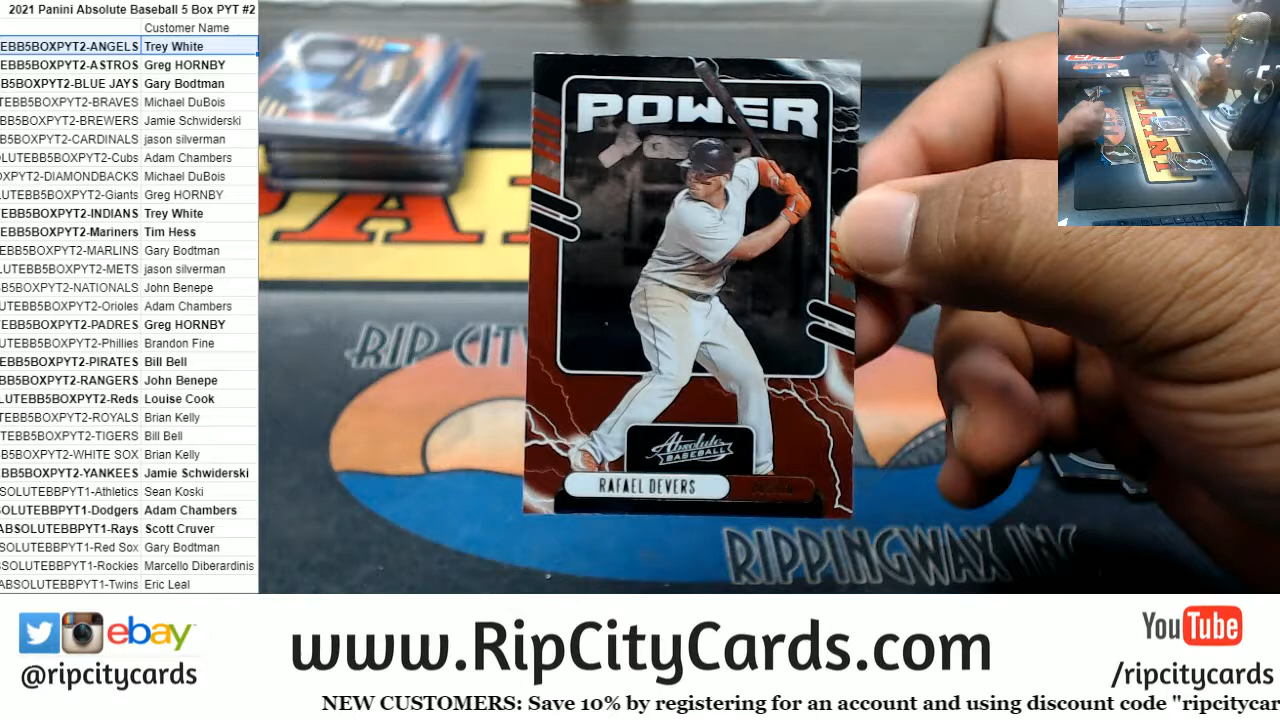 2021 Panini Absolute Baseball 5 Box PYT #2
Customer Name
EBB5BOXPYT2-ANGELS Trey White
EBB5BOXPYT2-ASTROS Greg HORNBY
B5BOXPYT2-BLUE JAYS Gary Bodtman
TEBB5BOXPYT2-BRAVES Michael DuBois
EBB5BOXPYT2-BREWERS Jamie Schwiderski
B5BOXPYT2-CARDINALS jason silverman
OLUTEBB5BOXPYT2-Cubs Adam Chambers
OXPYT2-DIAMONDBACKS Michael DuBois
LUTEBB5BOXPYT2-Giants Greg HORNBY
TEBB5BOXPYT2-INDIANS Trey White
EBB5BOXPYT2-Mariners Tim Hess
EBB5BOXPYT2-MARLINS Gary Bodtman
LUTEBB5BOXPYT2-METS jason silverman
B5BOXPYT2-NATIONALS John Benepe
UTEBB5BOXPYT2-Orioles Adam Chambers
TEBB5BOXPYT2-PADRES Greg HORNBY
UTEBB5BOXPYT2-Phillies Brandon Fine
EBB5BOXPYT2-PIRATES Bill Bell
BB5BOXPYT2-RANGERS John Benepe
LUTEBB5BOXPYT2-Reds Louise Cook
TEBB5BOXPYT2-ROYALS Brian Kelly
UTEBB5BOXPYT2-TIGERS Bill Bell
B5BOXPYT2-WHITE SOX Brian Kelly
EBB5BOXPYT2-YANKEES Jamie Schwiderski
SOLUTEBBPYT1-Athletics Sean Koski
SOLUTEBBPYT1-Dodgers Adam Chambers
ABSOLUTEBBPYT1-Rays Scott Cruver
SOLUTEBBPYT1-Red Sox Gary Bodtman
SOLUTEBBPYT1-Rockies Marcello Diberardinis
ABSOLUTEBBPYT1-Twins Eric Leal
POWER
Absolute
BASEBALL
RAFAEL DEVERS
RIP CITY
RIPPINGWAX INC
PANINI
ebay
@ripcitycards
www.RipCityCards.com
YouTube
/ripcitycards
NEW CUSTOMERS: Save 10% by registering for an account and using discount code "ripcitycar